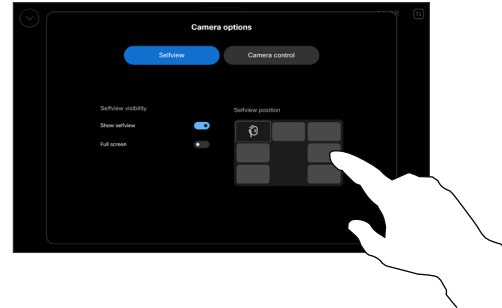 Camera options
Selfview
Camera control
Selfview visibility
Selfview position
Show selfview
Full screen